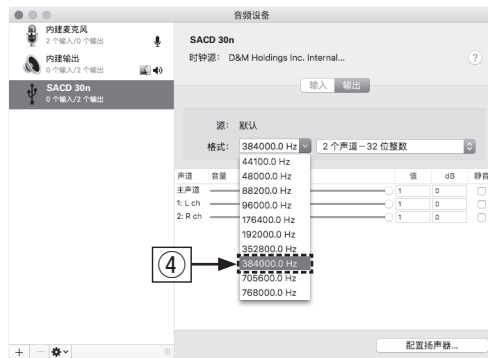 音频设备
内建麦克风
2 个输入/0 个输出
内建输出
0 个输入/2 个输出
SACD 30n
0 个输入/2 个输出
SACD 30n
时钟源： D&M Holdings Inc. Internal...
?
输入 输出
源： 默认
格式： 384000.0 Hz 2 个声道－32 位整数
44100.0 Hz
48000.0 Hz
88200.0 Hz
96000.0 Hz
176400.0 Hz
192000.0 Hz
352800.0 Hz
384000.0 Hz
705600.0 Hz
768000.0 Hz
声道 音量 值 dB 静音
主声道 1 0
1: L ch 1 0
2: R ch 1 0
④
配置扬声器...